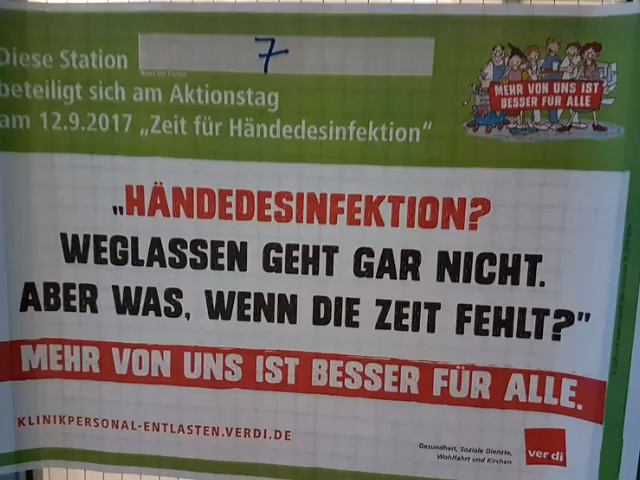 Diese Station 7
Name der Station
beteiligt sich am Aktionstag
am 12.9.2017 „Zeit für Händedesinfektion“
MEHR VON UNS IST
BESSER FÜR ALLE
„HÄNDEDESINFEKTION?
WEGLASSEN GEHT GAR NICHT.
ABER WAS, WENN DIE ZEIT FEHLT?”
MEHR VON UNS IST BESSER FÜR ALLE.
KLINIKPERSONAL-ENTLASTEN.VERDI.DE
Gesundheit, Soziale Dienste,
Wohlfahrt und Kirchen
ver di